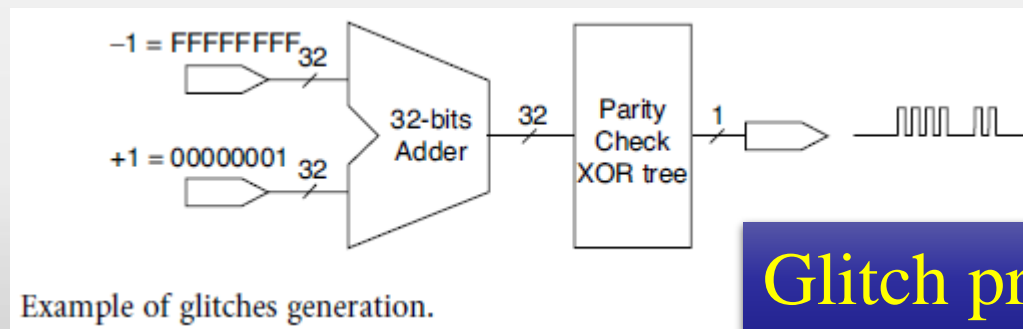 –1 = FFFFFFFF
32
32-bits
Adder
32
Parity
Check
XOR tree
1
+1 = 00000001
32
Example of glitches generation.
Glitch